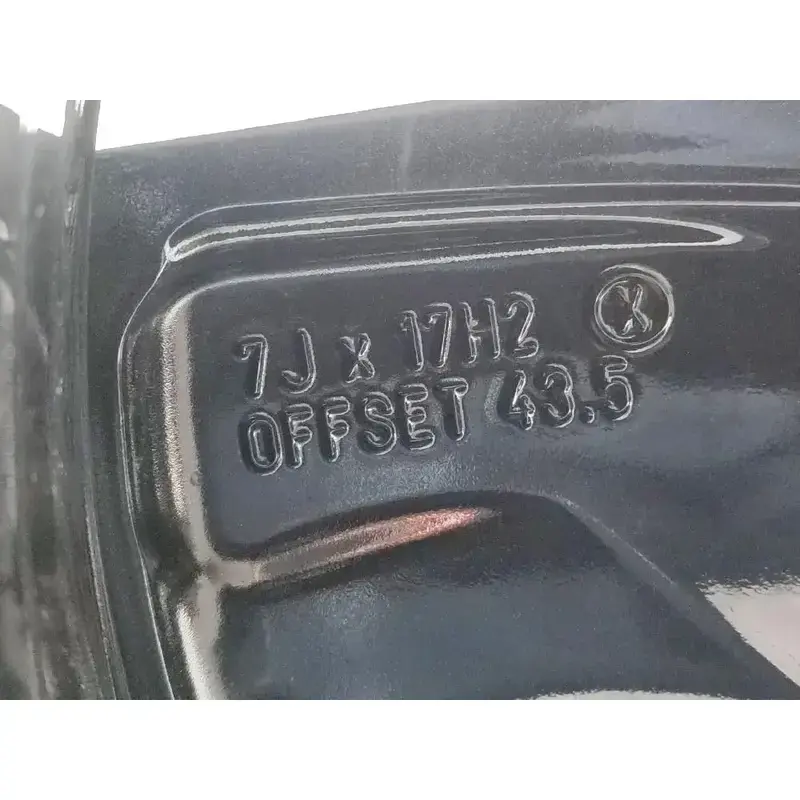 7J x 17H2 X
OFFSET 43.5